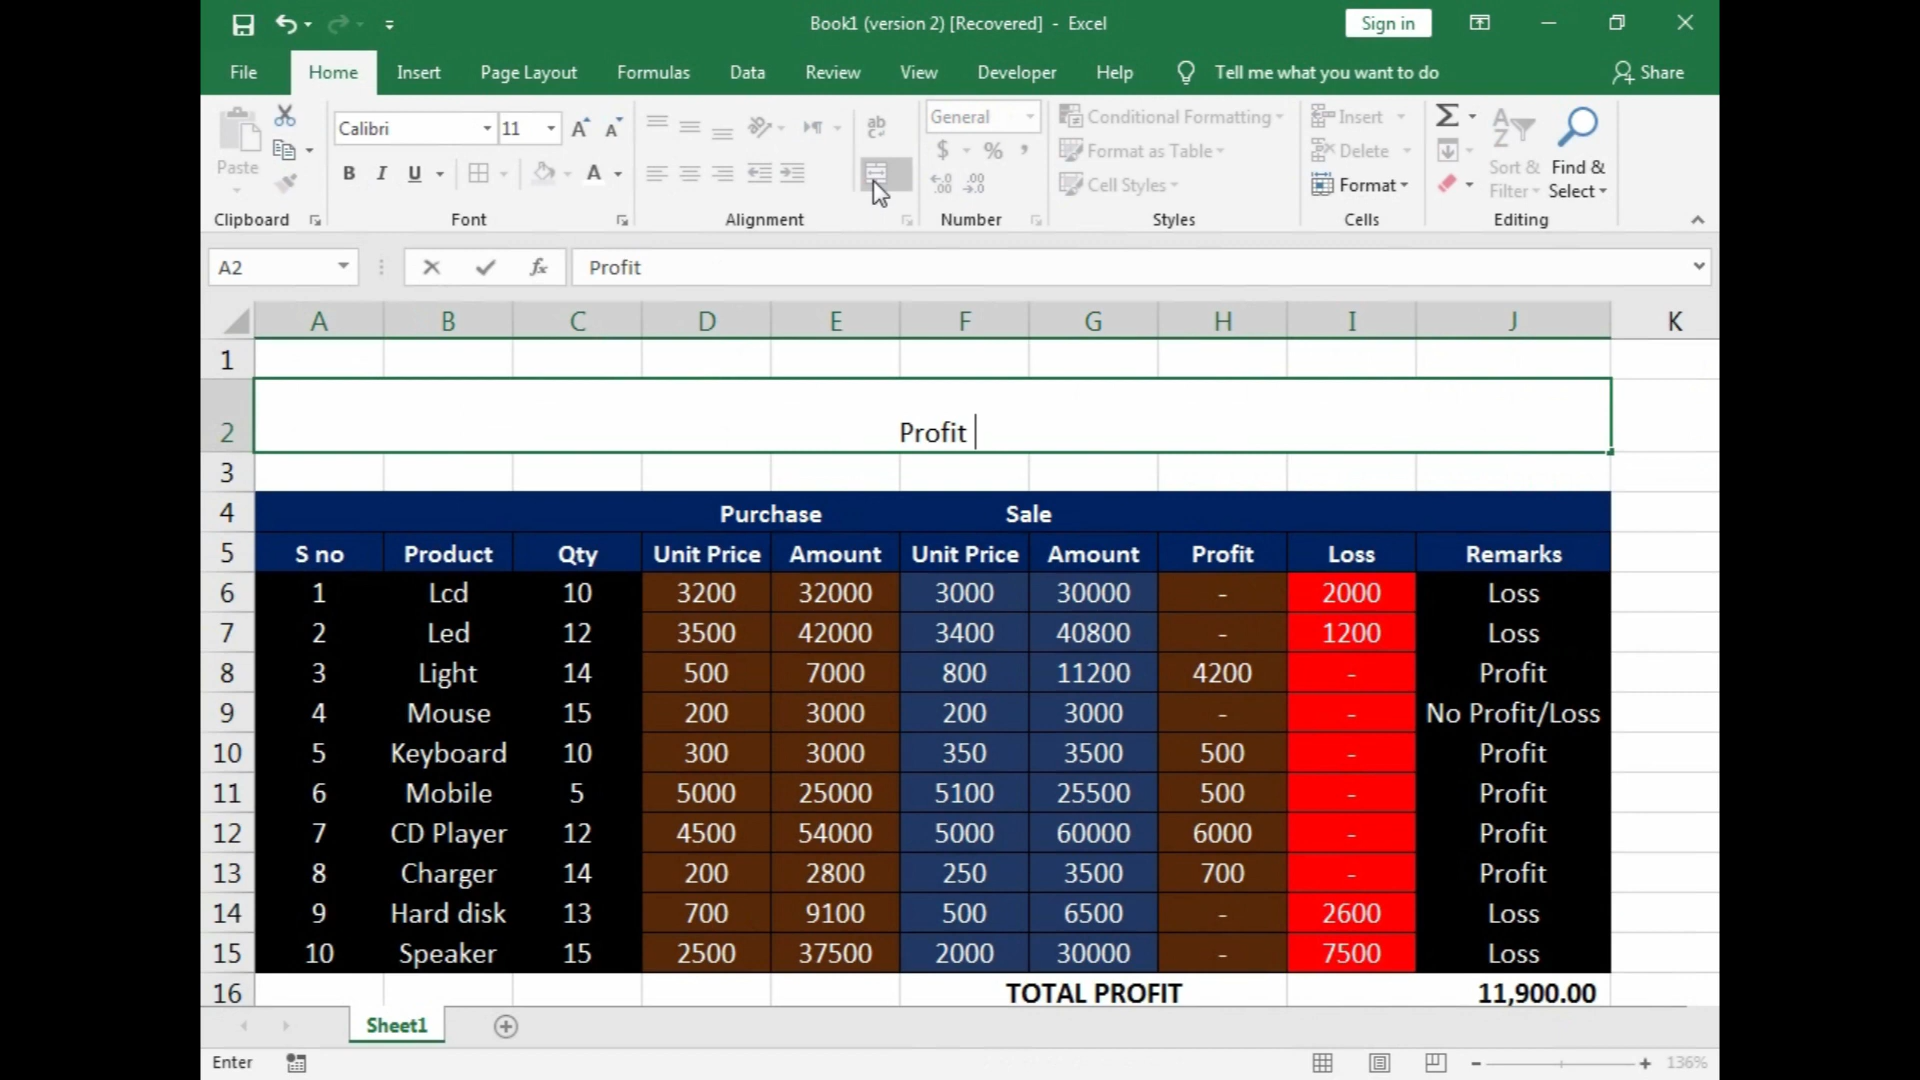 Book1 (version 2) [Recovered] - Excel
Sign in
File Home Insert Page Layout Formulas Data Review View Developer Help Tell me what you want to do Share
Paste
Clipboard
Calibri 11
B I U A
Font
Alignment
General
$ % ,
Number
Conditional Formatting
Format as Table
Cell Styles
Styles
Insert
Delete
Format
Cells
Sort & Filter
Find & Select
Editing
A2 fx Profit
A B C D E F G H I J K
1
2 Profit
3
4 Purchase Sale
5 S no Product Qty Unit Price Amount Unit Price Amount Profit Loss Remarks
6 1 Lcd 10 3200 32000 3000 30000 - 2000 Loss
7 2 Led 12 3500 42000 3400 40800 - 1200 Loss
8 3 Light 14 500 7000 800 11200 4200 - Profit
9 4 Mouse 15 200 3000 200 3000 - - No Profit/Loss
10 5 Keyboard 10 300 3000 350 3500 500 - Profit
11 6 Mobile 5 5000 25000 5100 25500 500 - Profit
12 7 CD Player 12 4500 54000 5000 60000 6000 - Profit
13 8 Charger 14 200 2800 250 3500 700 - Profit
14 9 Hard disk 13 700 9100 500 6500 - 2600 Loss
15 10 Speaker 15 2500 37500 2000 30000 - 7500 Loss
16 TOTAL PROFIT 11,900.00
Sheet1
Enter
136%